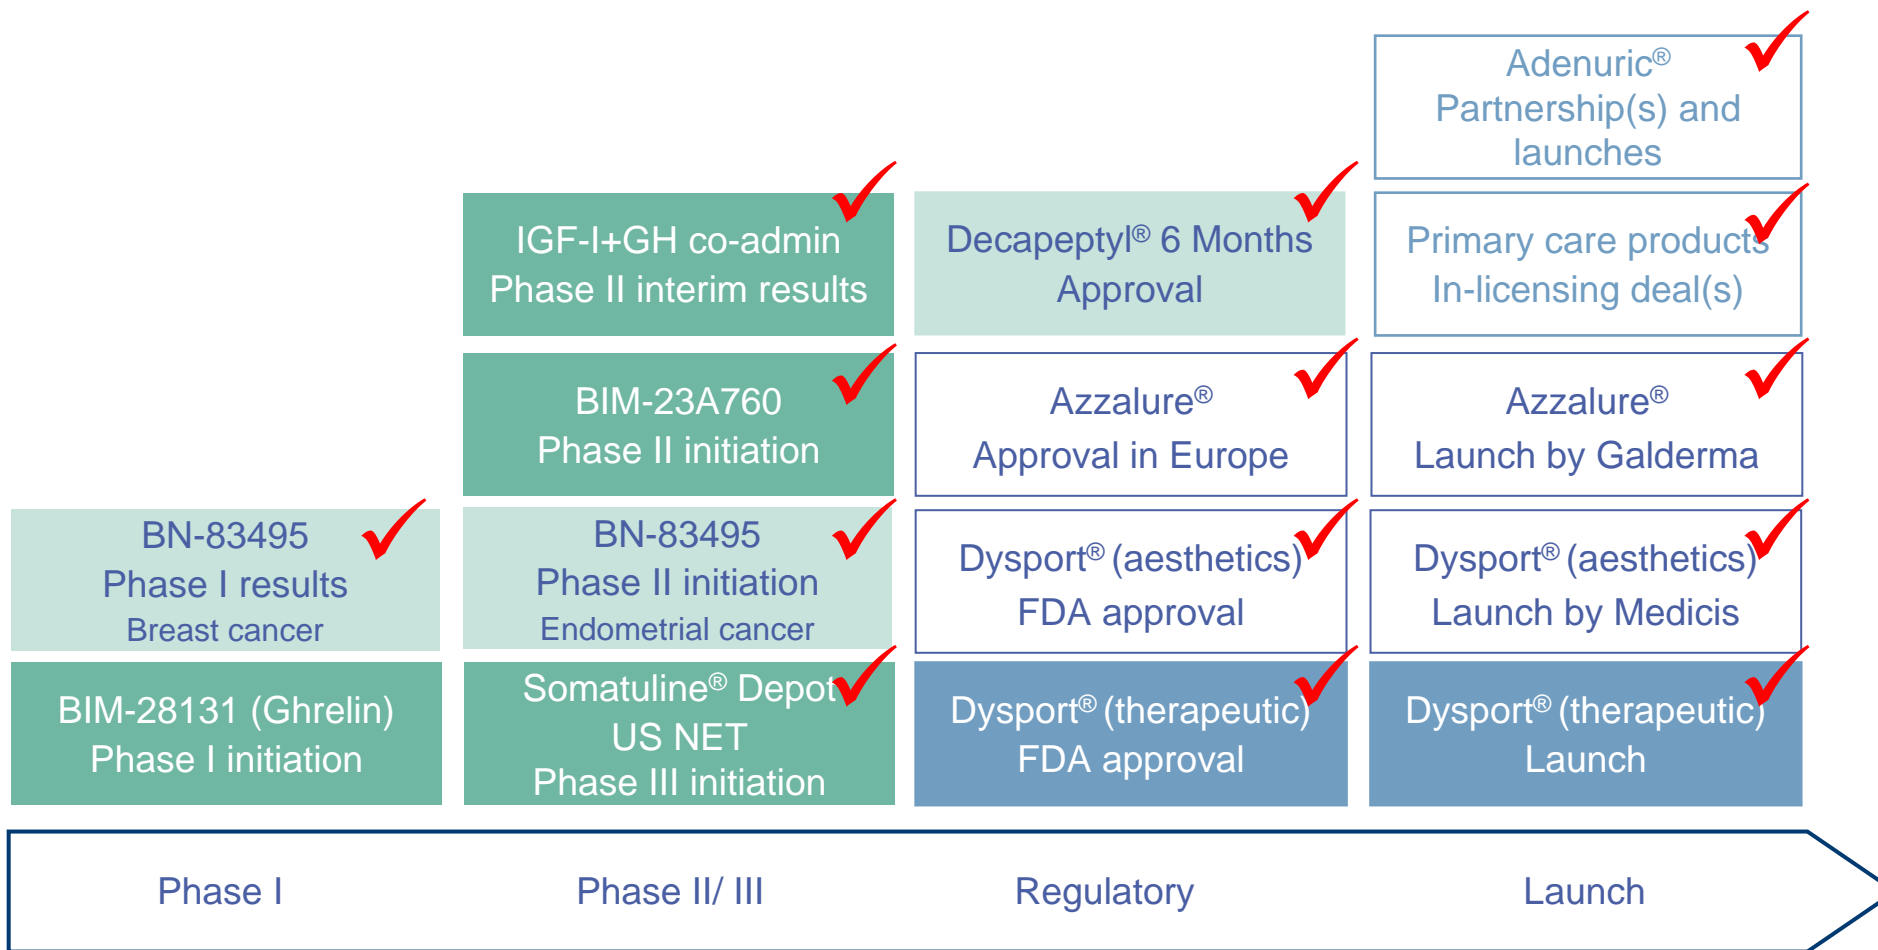 Adenuric®
Partnership(s) and
launches
IGF-I+GH co-admin
Phase II interim results
Decapeptyl® 6 Months
Approval
Primary care products
In-licensing deal(s)
BIM-23A760
Phase II initiation
Azzalure®
Approval in Europe
Azzalure®
Launch by Galderma
BN-83495
Phase I results
Breast cancer
BN-83495
Phase II initiation
Endometrial cancer
Dysport® (aesthetics)
FDA approval
Dysport® (aesthetics)
Launch by Medicis
BIM-28131 (Ghrelin)
Phase I initiation
Somatuline® Depot
US NET
Phase III initiation
Dysport® (therapeutic)
FDA approval
Dysport® (therapeutic)
Launch
Phase I
Phase II/ III
Regulatory
Launch